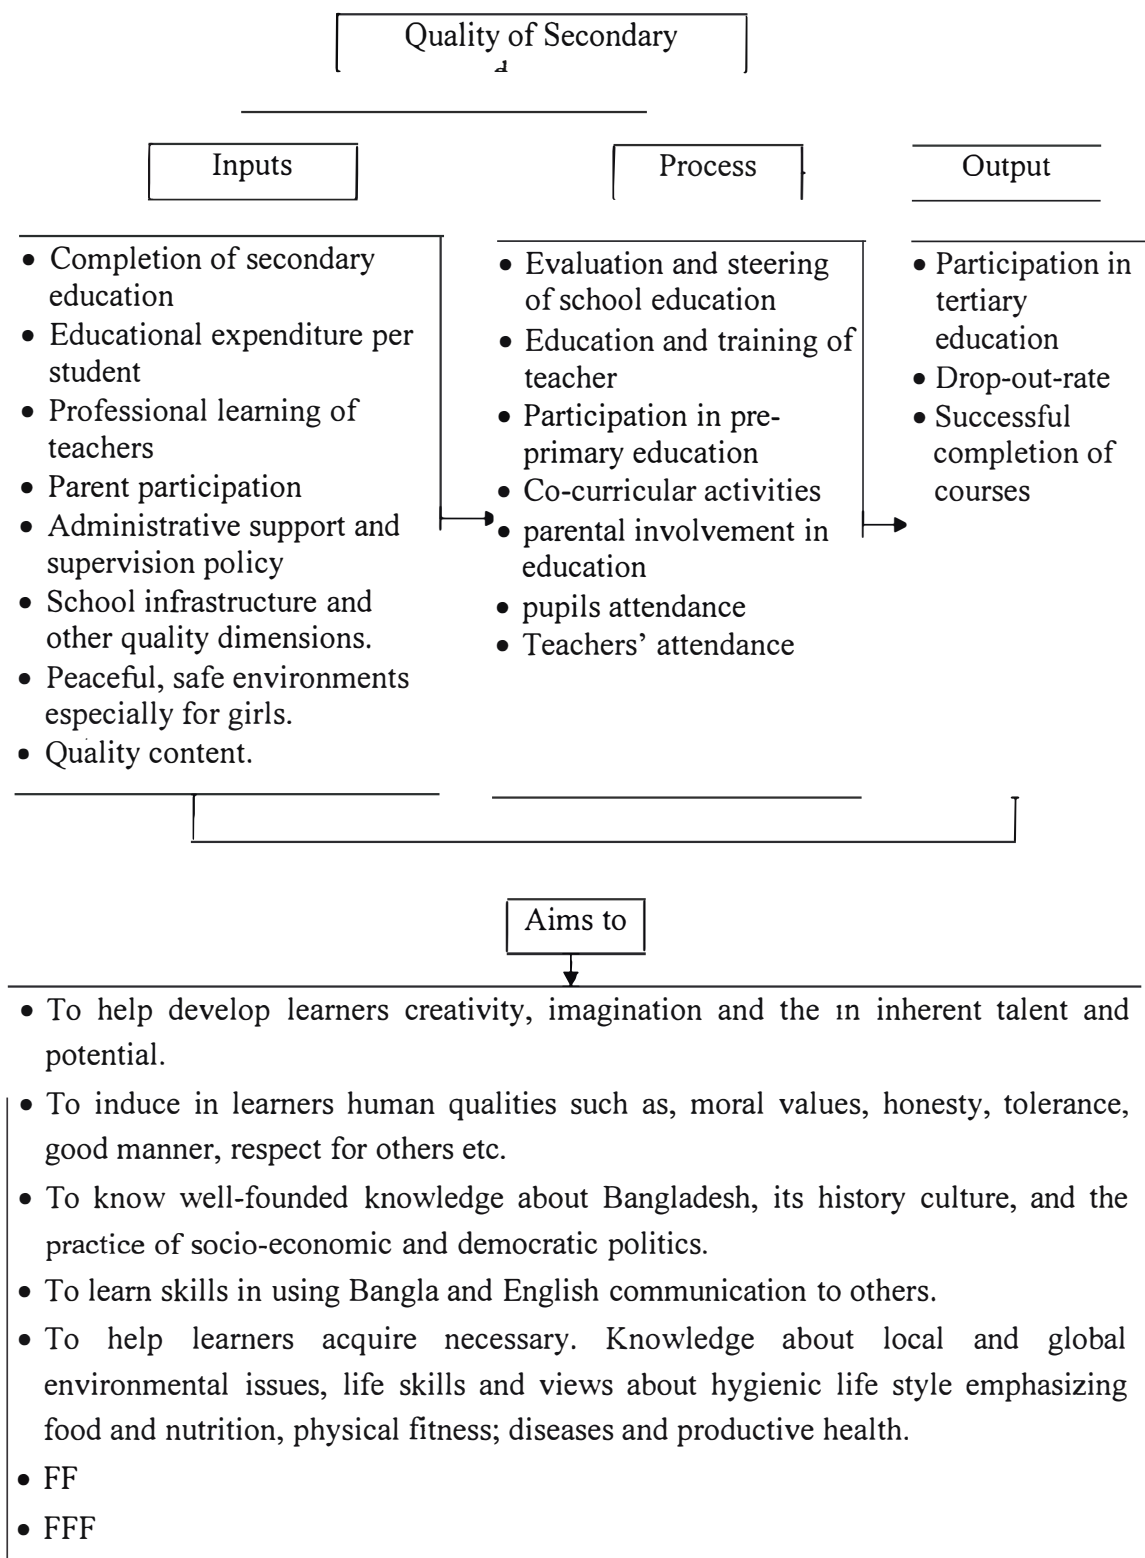 Quality of Secondary
Inputs
Process
Output
• Completion of secondary
education
• Educational expenditure per
student
• Professional learning of
teachers
• Parent participation
• Administrative support and
supervision policy
• School infrastructure and
other quality dimensions.
• Peaceful, safe environments
especially for girls.
• Quality content.
• Evaluation and steering
of school education
• Education and training of
teacher
• Participation in pre-
primary education
• Co-curricular activities
• parental involvement in
education
• pupils attendance
• Teachers’ attendance
• Participation in
tertiary
education
• Drop-out-rate
• Successful
completion of
courses
Aims to
• To help develop learners creativity, imagination and the in inherent talent and
potential.
• To induce in learners human qualities such as, moral values, honesty, tolerance,
good manner, respect for others etc.
• To know well-founded knowledge about Bangladesh, its history culture, and the
practice of socio-economic and democratic politics.
• To learn skills in using Bangla and English communication to others.
• To help learners acquire necessary. Knowledge about local and global
environmental issues, life skills and views about hygienic life style emphasizing
food and nutrition, physical fitness; diseases and productive health.
• FF
• FFF